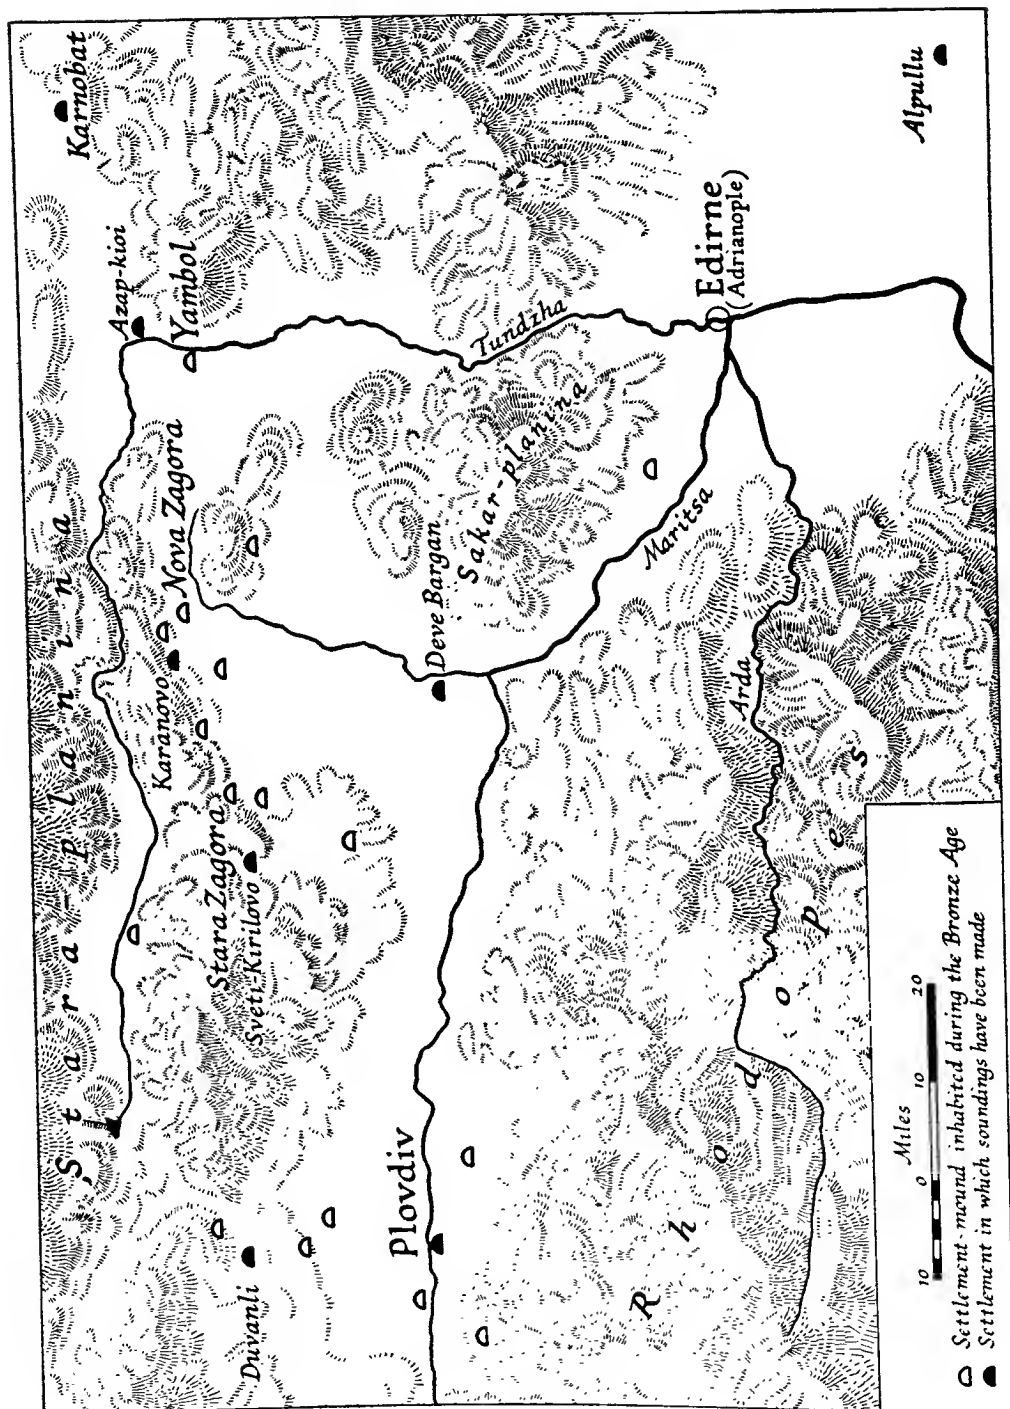 Karnobat
Azap-kioi
Yambol
Stara planina
Nova Zagora
Karanovo
Stara Zagora
Sveti-Kirilovo
Duvanli
Tundzha
Sakar-planina
Deve Bargan
Plovdiv
Maritsa
Edirne
(Adrianople)
Alpullu
Arda
Rhodopes
Miles
10 0 10 20
Settlement-mound inhabited during the Bronze Age
Settlement in which soundings have been made